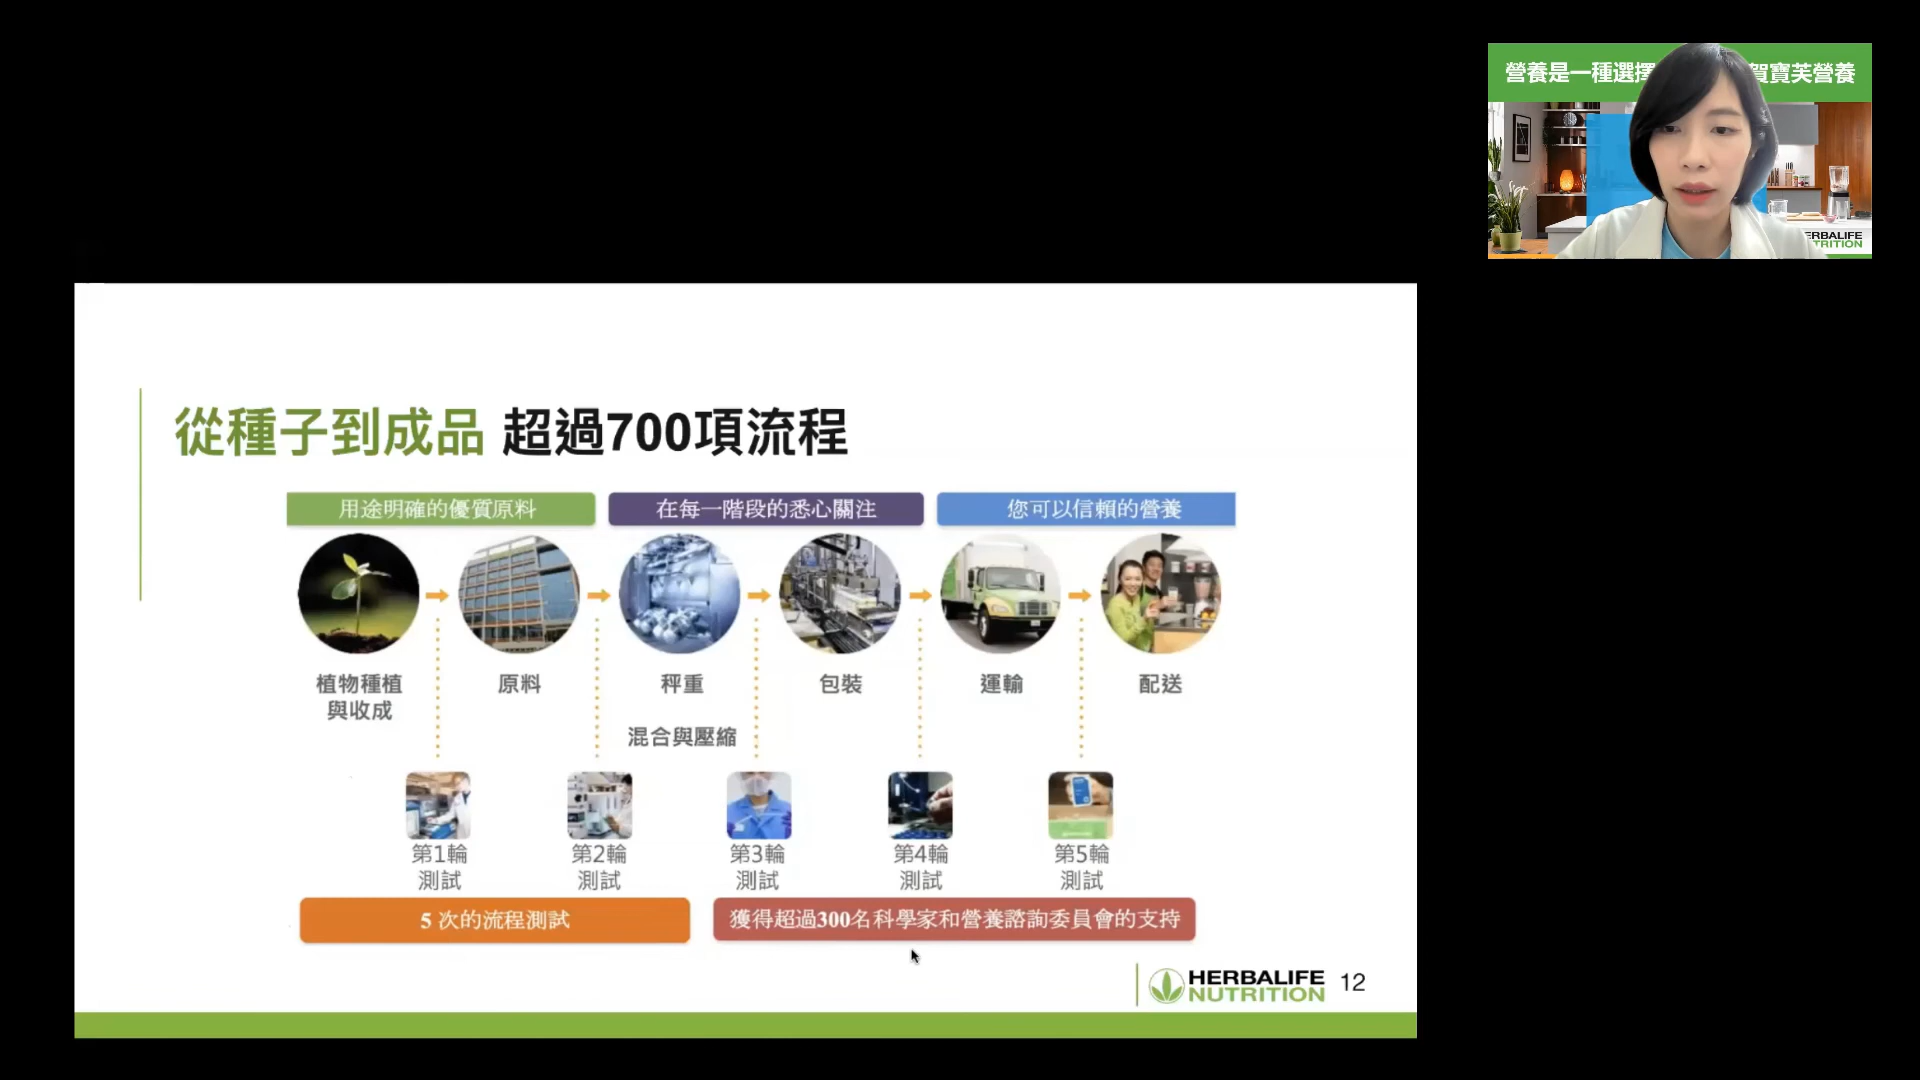 營養是一種選擇 賀寶芙營養
ERBALIFE
TRITION
從種子到成品 超過700項流程
用途明確的優質原料 在每一階段的悉心關注 您可以信賴的營養
植物種植
與收成
原料 秤重 包裝 運輸 配送
混合與壓縮
第1輪 第2輪 第3輪 第4輪 第5輪
測試 測試 測試 測試 測試
5 次的流程測試 獲得超過300名科學家和營養諮詢委員會的支持
HERBALIFE
NUTRITION 12